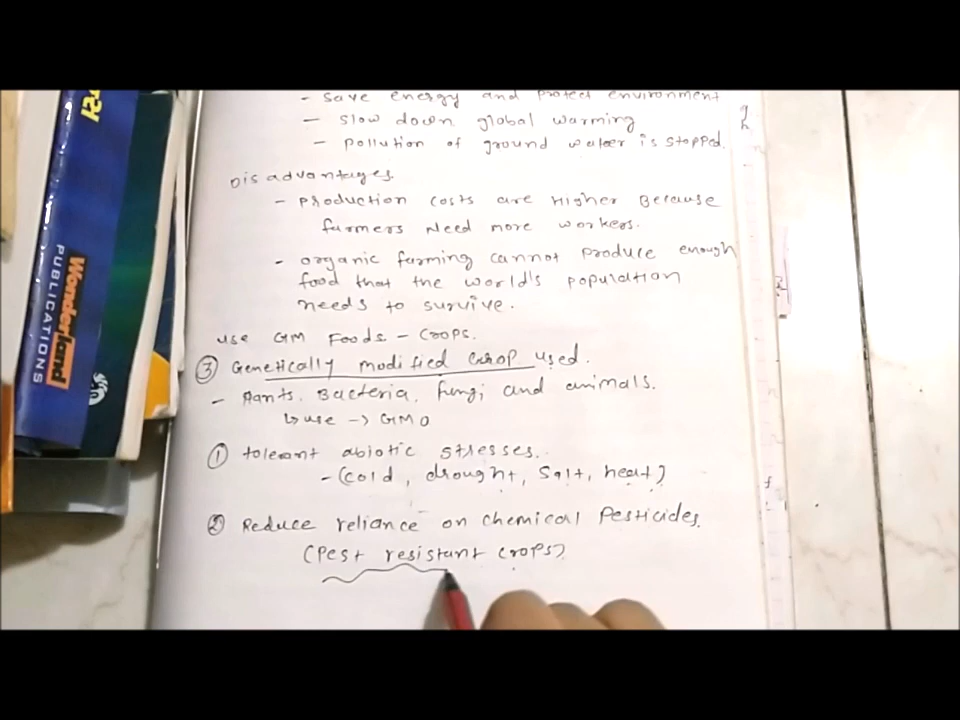 - save energy and protect environment
- slow down global warming
- pollution of ground water is stopped.
Disadvantages
- production costs are Higher Because
farmers Need more workers.
- organic farming cannot produce enough
food that the world's population
needs to survive.
use GM Foods - crops.
③ Genetically modified crop used.
- Plants. Bacteria, fungi and animals.
↳ use → GMO
① tolerant abiotic stresses.
- (cold, drought, salt, heat)
② Reduce reliance on chemical pesticides.
(Pest resistant crops)
Wonderland
PUBLICATIONS